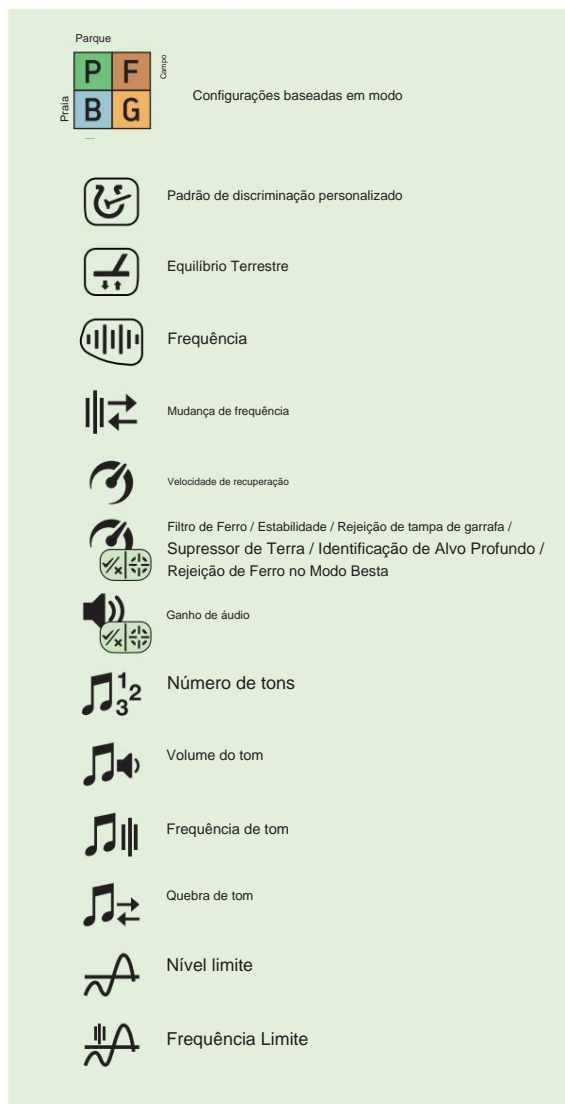 Parque
P F
Campo
Praia
B G
Configurações baseadas em modo
Padrão de discriminação personalizado
Equilíbrio Terrestre
Frequência
Mudança de frequência
Velocidade de recuperação
Filtro de Ferro / Estabilidade / Rejeição de tampa de garrafa /
Supressor de Terra / Identificação de Alvo Profundo /
Rejeição de Ferro no Modo Besta
Ganho de áudio
1 2 3
Número de tons
Volume do tom
Frequência de tom
Quebra de tom
Nível limite
Frequência Limite